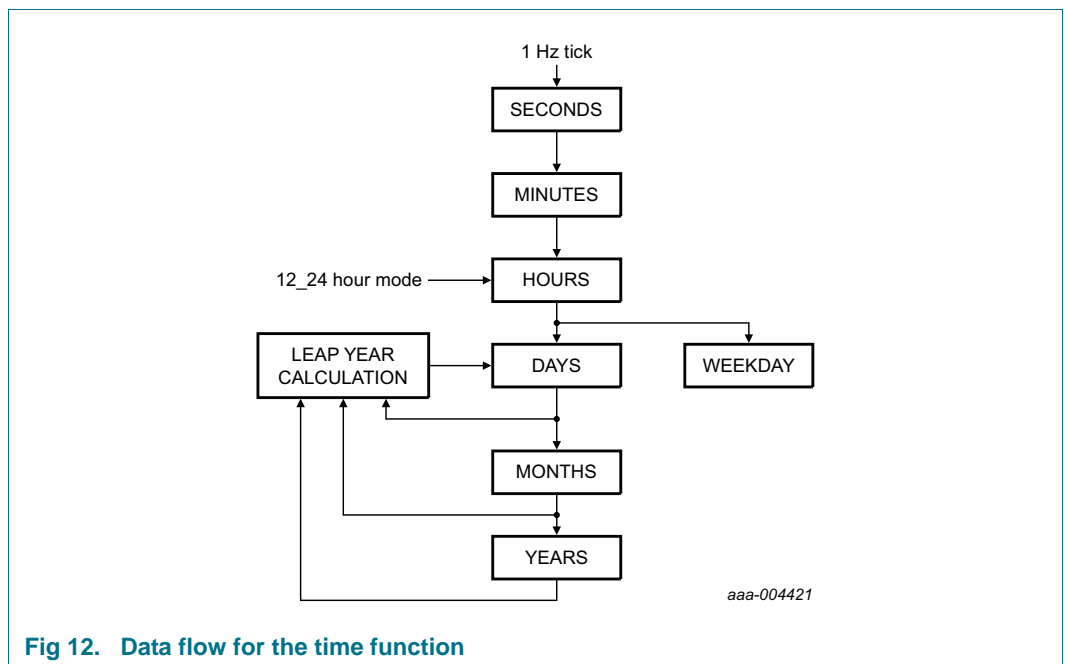 1 Hz tick
SECONDS
MINUTES
12_24 hour mode
HOURS
LEAP YEAR
CALCULATION
DAYS
WEEKDAY
MONTHS
YEARS
aaa-004421
Fig 12. Data flow for the time function